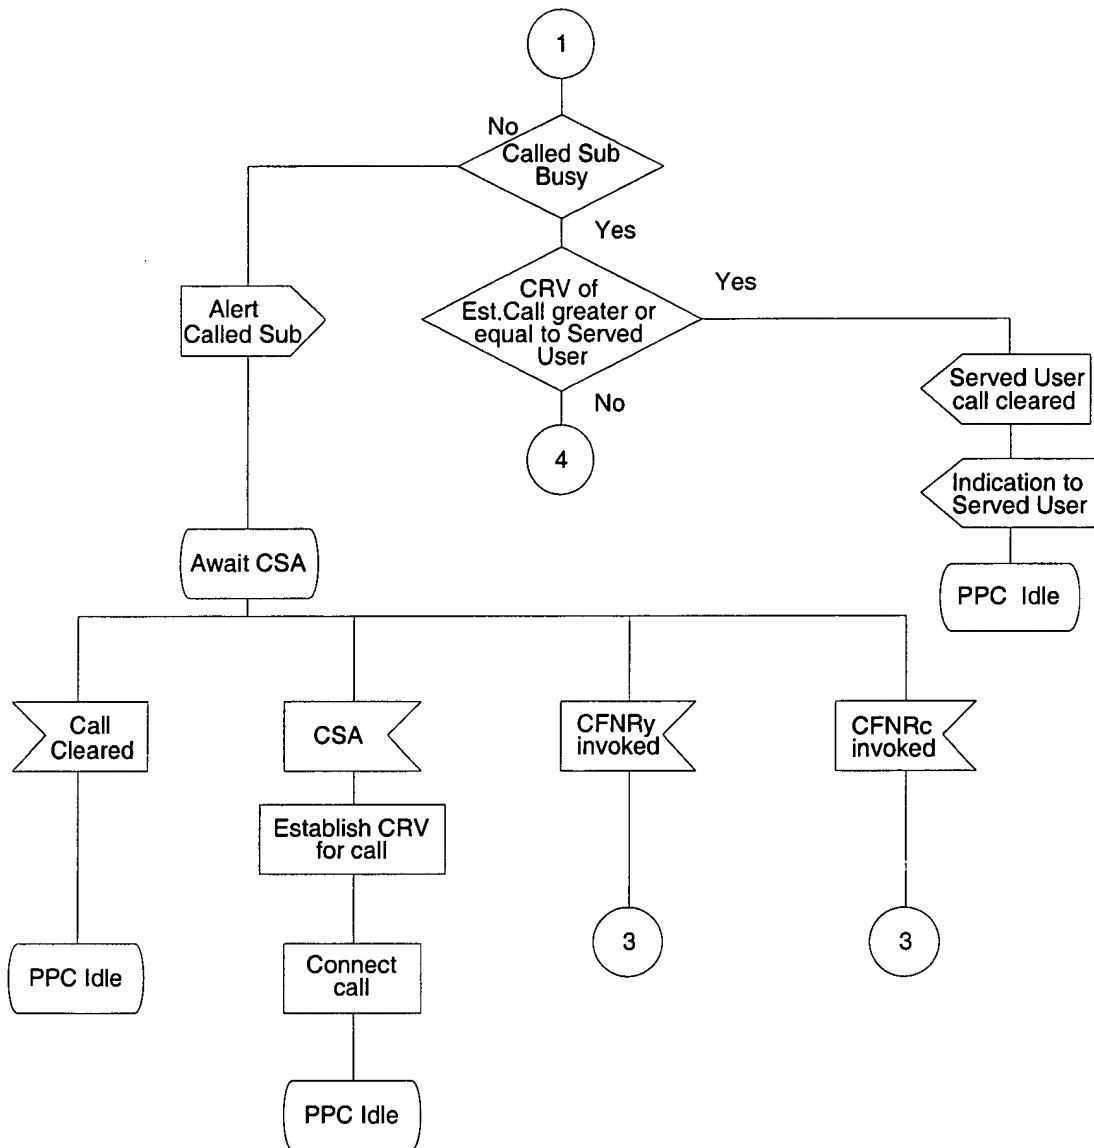 1
No
Called Sub
Busy
Yes
CRV of
Est.Call greater or
equal to Served
User
Yes
No
4
Alert
Called Sub
Served User
call cleared
Indication to
Served User
PPC Idle
Await CSA
Call
Cleared
CSA
CFNRy
invoked
CFNRc
invoked
Establish CRV
for call
3
3
PPC Idle
Connect
call
PPC Idle